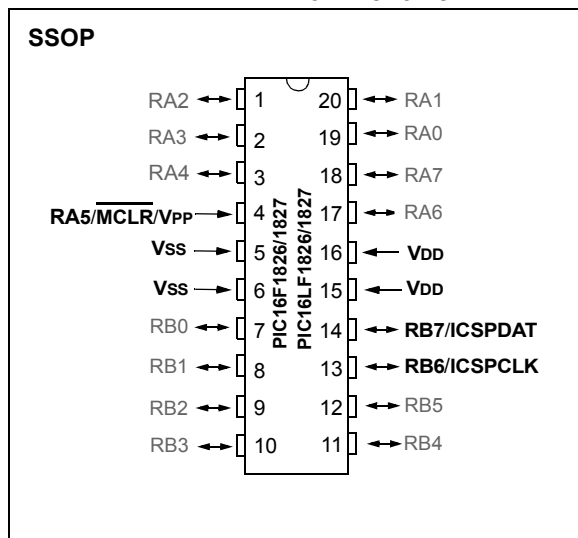 SSOP
RA2 1 20 RA1
RA3 2 19 RA0
RA4 3 18 RA7
RA5/MCLR/VPP 4 17 RA6
VSS 5 16 VDD
VSS 6 15 VDD
RB0 7 14 RB7/ICSPDAT
RB1 8 13 RB6/ICSPCLK
RB2 9 12 RB5
RB3 10 11 RB4
PIC16F1826/1827
PIC16LF1826/1827